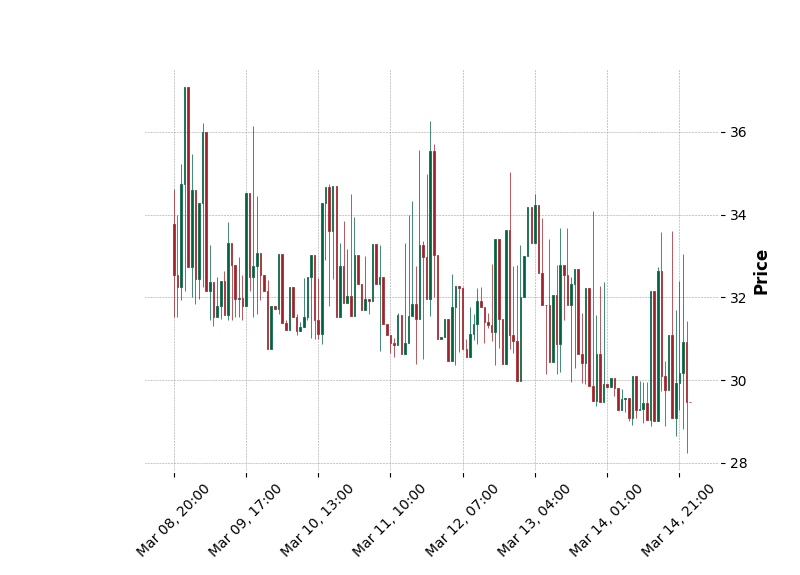 36
34
32
30
28
Price
Mar 08, 20:00
Mar 09, 17:00
Mar 10, 13:00
Mar 11, 10:00
Mar 12, 07:00
Mar 13, 04:00
Mar 14, 01:00
Mar 14, 21:00